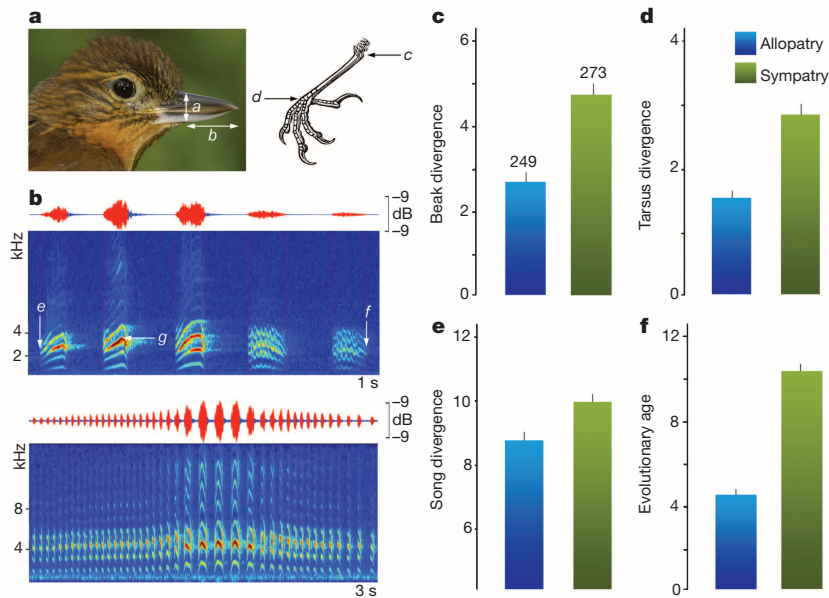 a
a
b
c
d
b
–9
dB
–9
kHz
e
f
g
4
2
1 s
–9
dB
–9
kHz
8
4
3 s
c
6
4
2
0
Beak divergence
249
273
d
4
2
0
Tarsus divergence
Allopatry
Sympatry
e
12
10
8
6
Song divergence
f
12
8
4
0
Evolutionary age